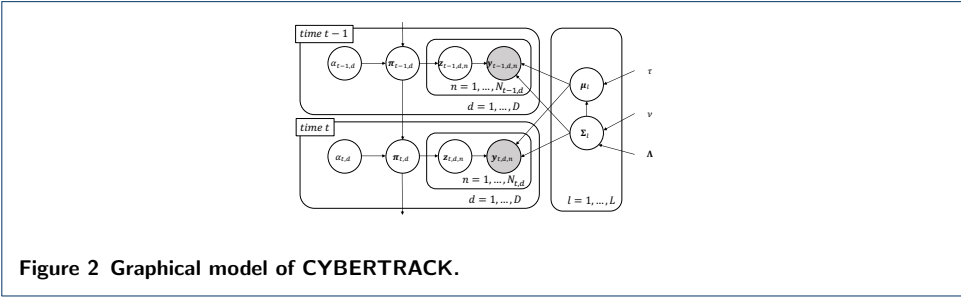 time t − 1
α_{t−1,d} π_{t−1,d} z_{t−1,d,n} y_{t−1,d,n}
n = 1, … , N_{t−1,d}
d = 1, … , D
μ_l
τ
Σ_l
ν
Λ
time t
α_{t,d} π_{t,d} z_{t,d,n} y_{t,d,n}
n = 1, … , N_{t,d}
d = 1, … , D
l = 1, … , L
Figure 2 Graphical model of CYBERTRACK.